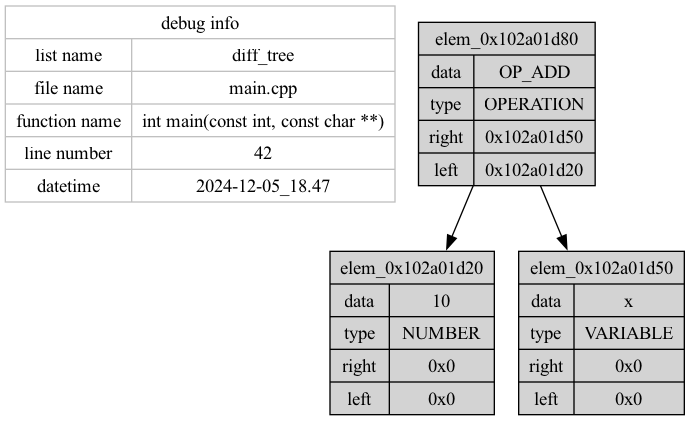 debug info
list name diff_tree
file name main.cpp
function name int main(const int, const char **)
line number 42
datetime 2024-12-05_18.47
elem_0x102a01d80
data OP_ADD
type OPERATION
right 0x102a01d50
left 0x102a01d20
elem_0x102a01d20
data 10
type NUMBER
right 0x0
left 0x0
elem_0x102a01d50
data x
type VARIABLE
right 0x0
left 0x0